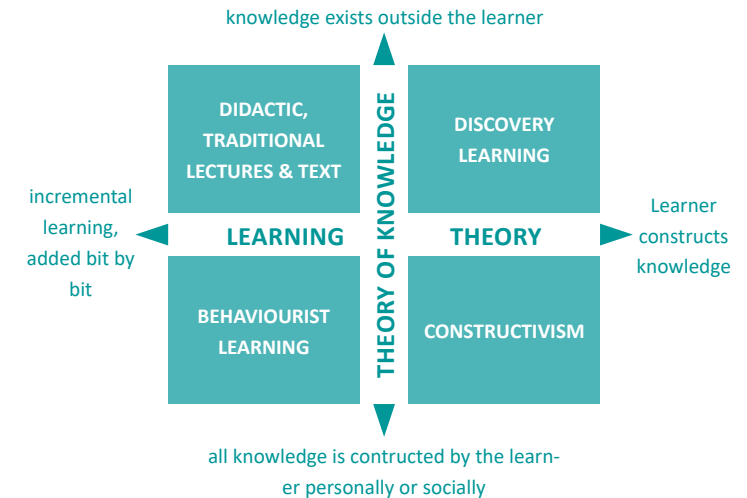 knowledge exists outside the learner
DIDACTIC,
TRADITIONAL
LECTURES & TEXT
DISCOVERY
LEARNING
THEORY OF KNOWLEDGE
incremental
learning,
added bit by
bit
LEARNING
THEORY
Learner
constructs
knowledge
BEHAVIOURIST
LEARNING
CONSTRUCTIVISM
all knowledge is contructed by the learn-
er personally or socially